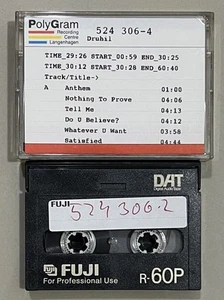 PolyGram
Recording
Centre
Langenhagen
524 306-4
Druhil
TIME_29:26 START_00:59 END_30:25
TIME_30:12 START_30:28 END_60:40
Track/Title->
A Anthem 01:00
Nothing To Prove 04:06
Tell Me 04:13
Do U Believe? 04:12
Whatever U Want 03:58
Satisfied 04:44
DAT
Digital Audio Tape
FUJI
524 306-2
FUJI
For Professional Use
R-60P